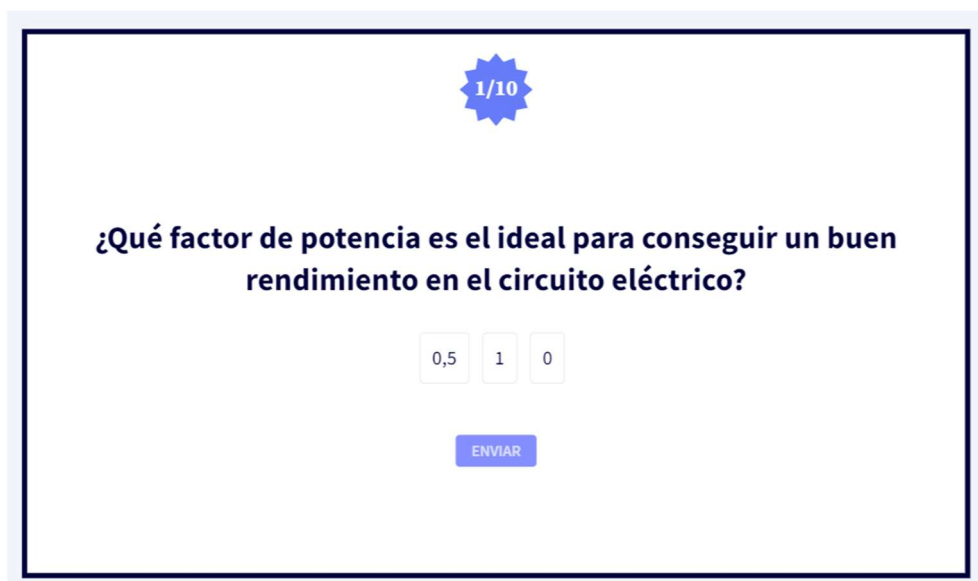 1/10
¿Qué factor de potencia es el ideal para conseguir un buen
rendimiento en el circuito eléctrico?
0,5 1 0
ENVIAR